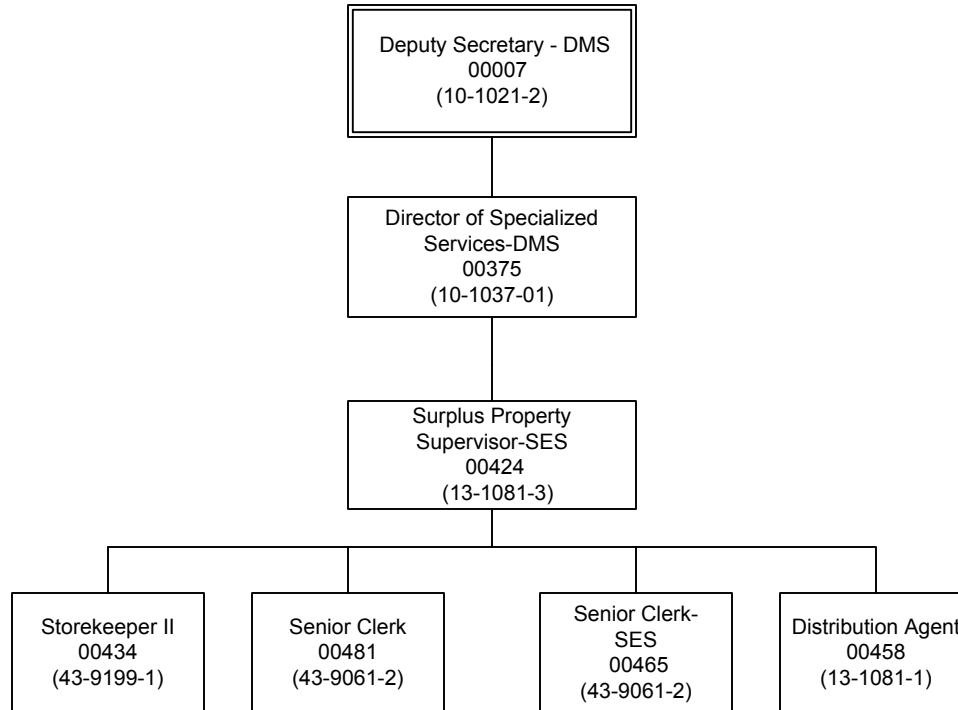 Deputy Secretary - DMS
00007
(10-1021-2)
Director of Specialized
Services-DMS
00375
(10-1037-01)
Surplus Property
Supervisor-SES
00424
(13-1081-3)
Storekeeper II
00434
(43-9199-1)
Senior Clerk
00481
(43-9061-2)
Senior Clerk-
SES
00465
(43-9061-2)
Distribution Agent
00458
(13-1081-1)